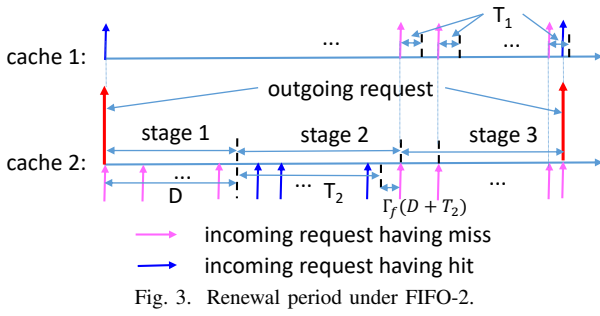 T₁
... ...
cache 1:
outgoing request
stage 1 stage 2 stage 3
cache 2:
... ... ...
D T₂ Γ_f(D + T₂)
incoming request having miss
incoming request having hit
Fig. 3. Renewal period under FIFO-2.